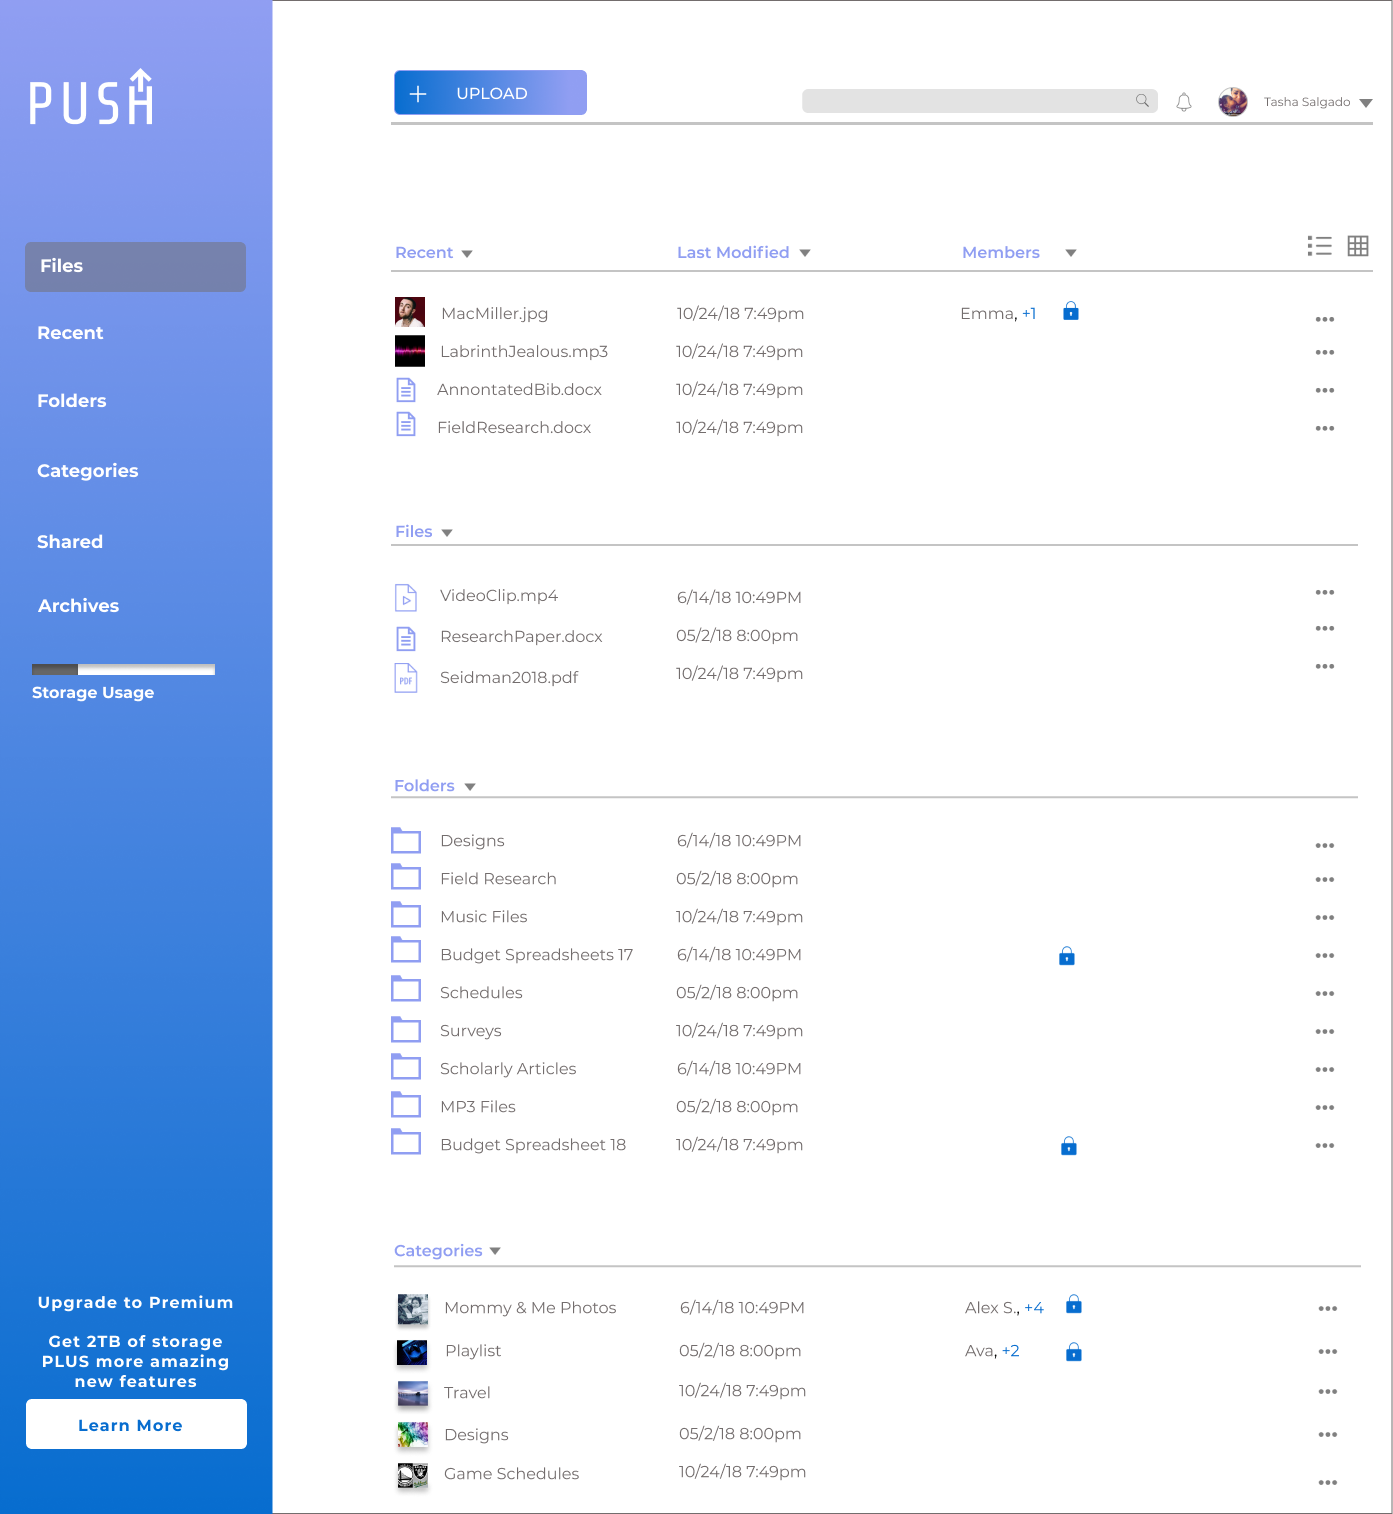 PUSH
UPLOAD
Tasha Salgado
Files
Recent
Folders
Categories
Shared
Archives
Storage Usage
Upgrade to Premium
Get 2TB of storage
PLUS more amazing
new features
Learn More
Recent Last Modified Members
MacMiller.jpg 10/24/18 7:49pm Emma, +1
LabrinthJealous.mp3 10/24/18 7:49pm
AnnontatedBib.docx 10/24/18 7:49pm
FieldResearch.docx 10/24/18 7:49pm
Files
VideoClip.mp4 6/14/18 10:49PM
ResearchPaper.docx 05/2/18 8:00pm
PDF Seidman2018.pdf 10/24/18 7:49pm
Folders
Designs 6/14/18 10:49PM
Field Research 05/2/18 8:00pm
Music Files 10/24/18 7:49pm
Budget Spreadsheets 17 6/14/18 10:49PM
Schedules 05/2/18 8:00pm
Surveys 10/24/18 7:49pm
Scholarly Articles 6/14/18 10:49PM
MP3 Files 05/2/18 8:00pm
Budget Spreadsheet 18 10/24/18 7:49pm
Categories
Mommy & Me Photos 6/14/18 10:49PM Alex S., +4
Playlist 05/2/18 8:00pm Ava, +2
Travel 10/24/18 7:49pm
Designs 05/2/18 8:00pm
Game Schedules 10/24/18 7:49pm